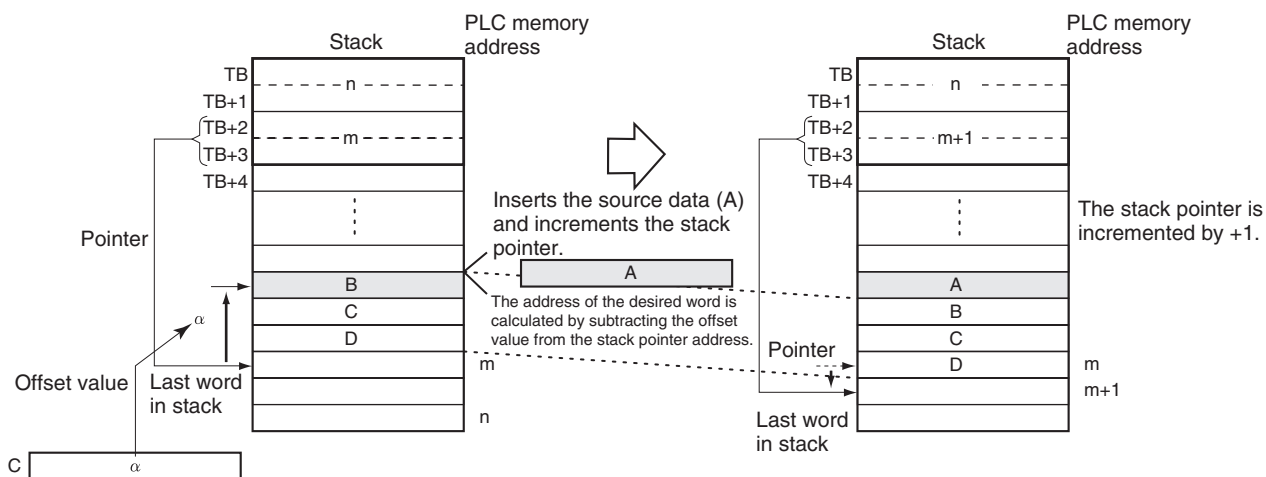 Stack
PLC memory
address
TB
n
TB+1
TB+2
m
TB+3
TB+4
Pointer
B
C
D
α
m
Offset value
Last word
in stack
n
C
α
Inserts the source data (A)
and increments the stack
pointer.
A
The address of the desired word is
calculated by subtracting the offset
value from the stack pointer address.
Stack
PLC memory
address
TB
n
TB+1
TB+2
m+1
TB+3
TB+4
The stack pointer is
incremented by +1.
A
B
C
Pointer
D
m
m+1
Last word
in stack